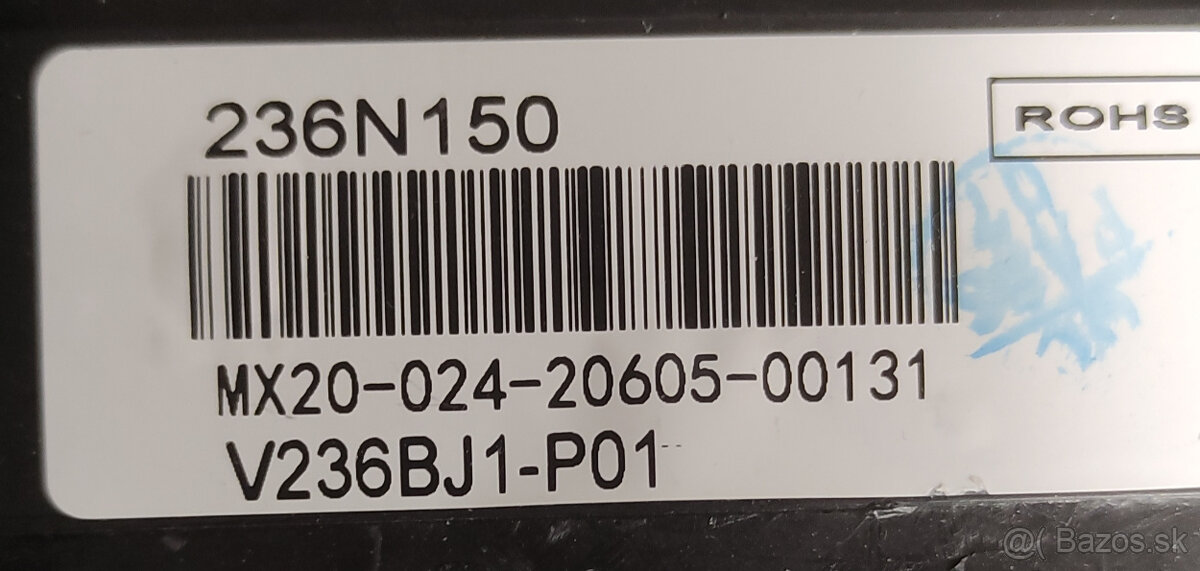 236N150
ROHS
MX20-024-20605-00131
V236BJ1-P01
@( Bazos.sk